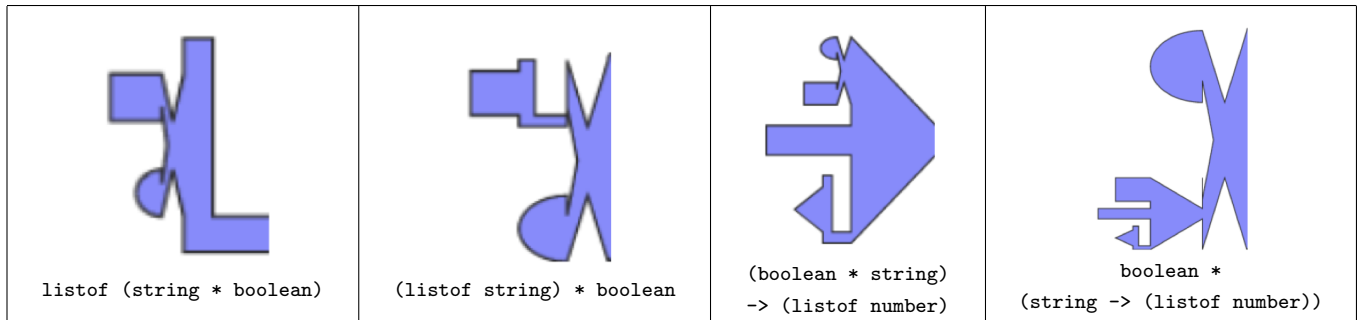 listof (string * boolean)
(listof string) * boolean
(boolean * string)
-> (listof number)
boolean *
(string -> (listof number))